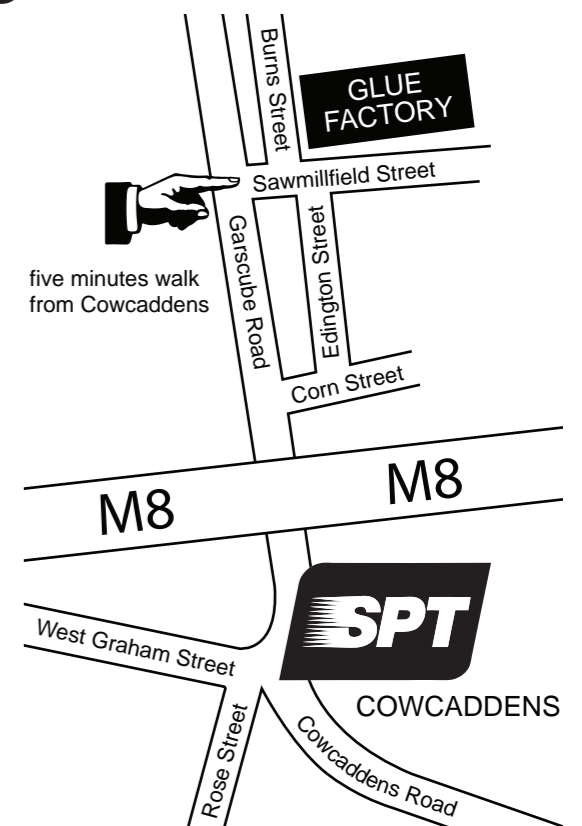 Burns Street
GLUE
FACTORY
Sawmillfield Street
five minutes walk
from Cowcaddens
Garscube Road
Edington Street
Corn Street
M8
M8
SPT
West Graham Street
COWCADDENS
Rose Street
Cowcaddens Road